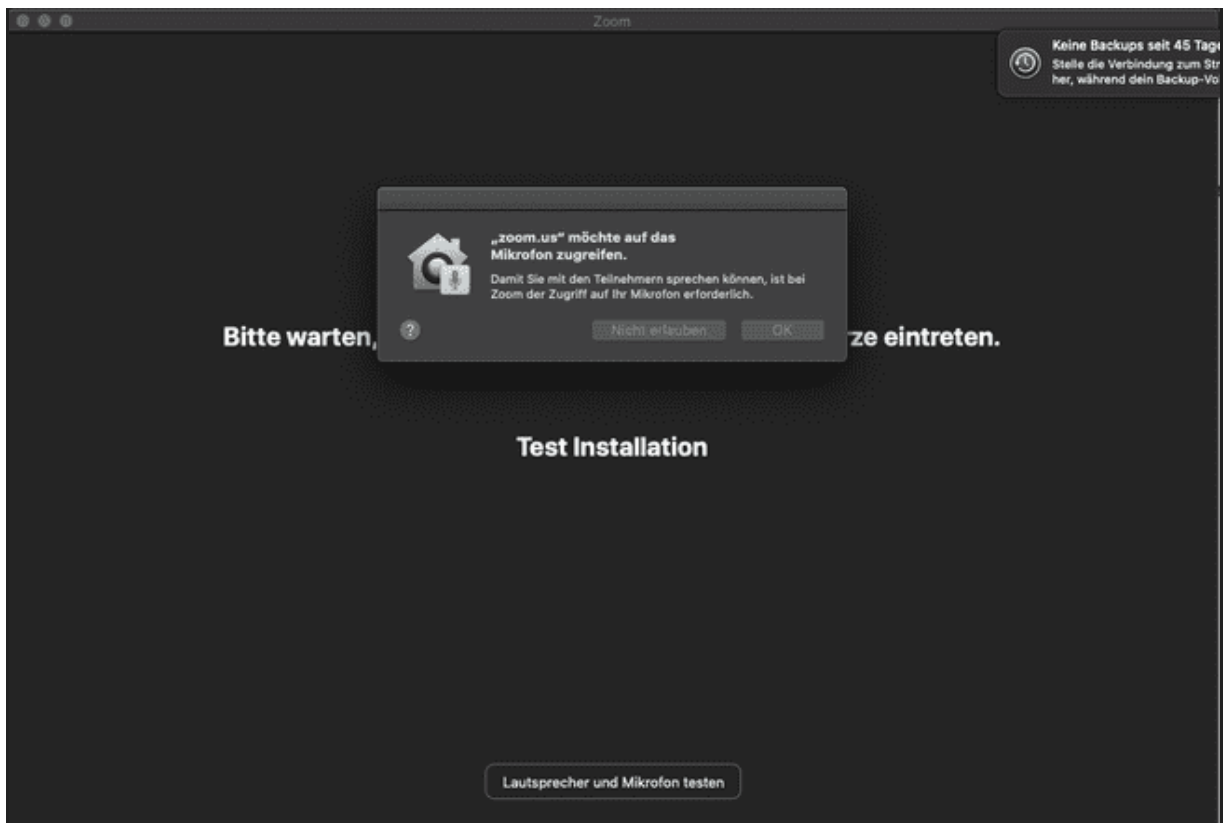 Zoom
Keine Backups seit 45 Tage
Stelle die Verbindung zum Str
her, während dein Backup-Vo
„zoom.us“ möchte auf das
Mikrofon zugreifen.
Damit Sie mit den Teilnehmern sprechen können, ist bei
Zoom der Zugriff auf Ihr Mikrofon erforderlich.
?
Nicht erlauben
OK
Bitte warten, rze eintreten.
Test Installation
Lautsprecher und Mikrofon testen